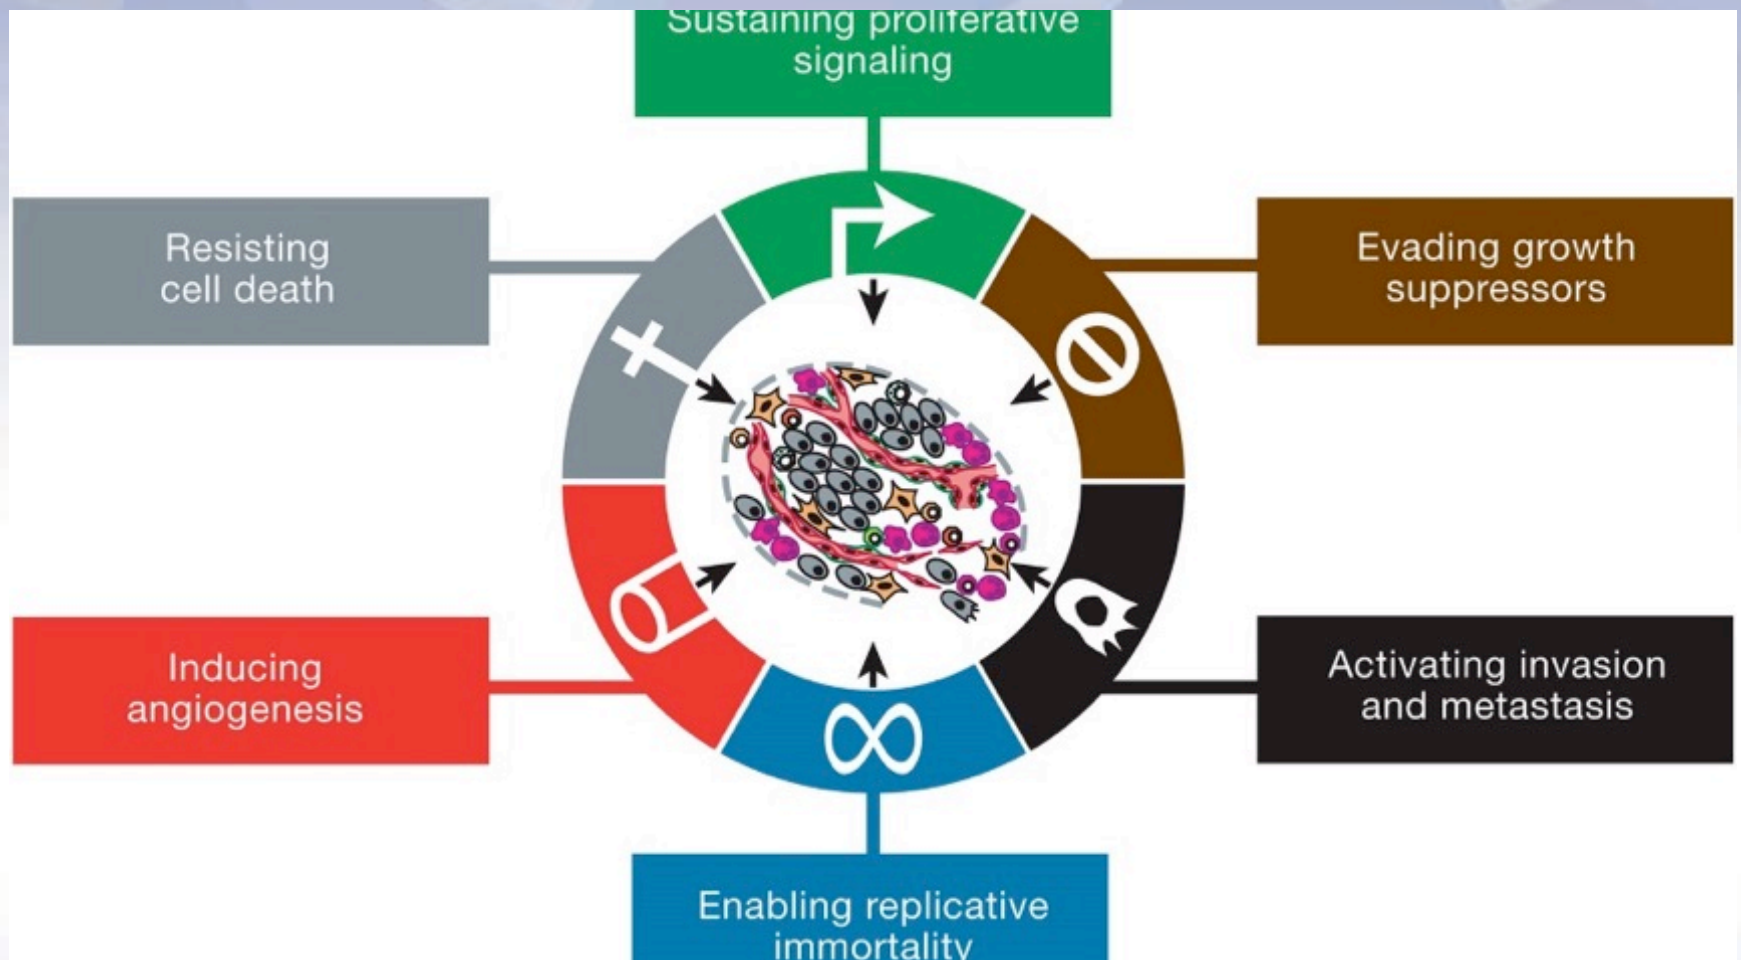 Sustaining proliferative
signaling
Resisting
cell death
Evading growth
suppressors
Inducing
angiogenesis
Activating invasion
and metastasis
Enabling replicative
immortality